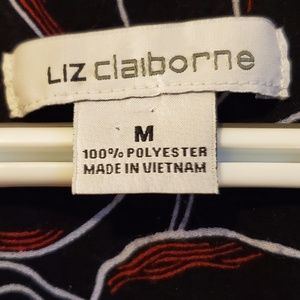 LIZ claiborne
M
100% POLYESTER
MADE IN VIETNAM